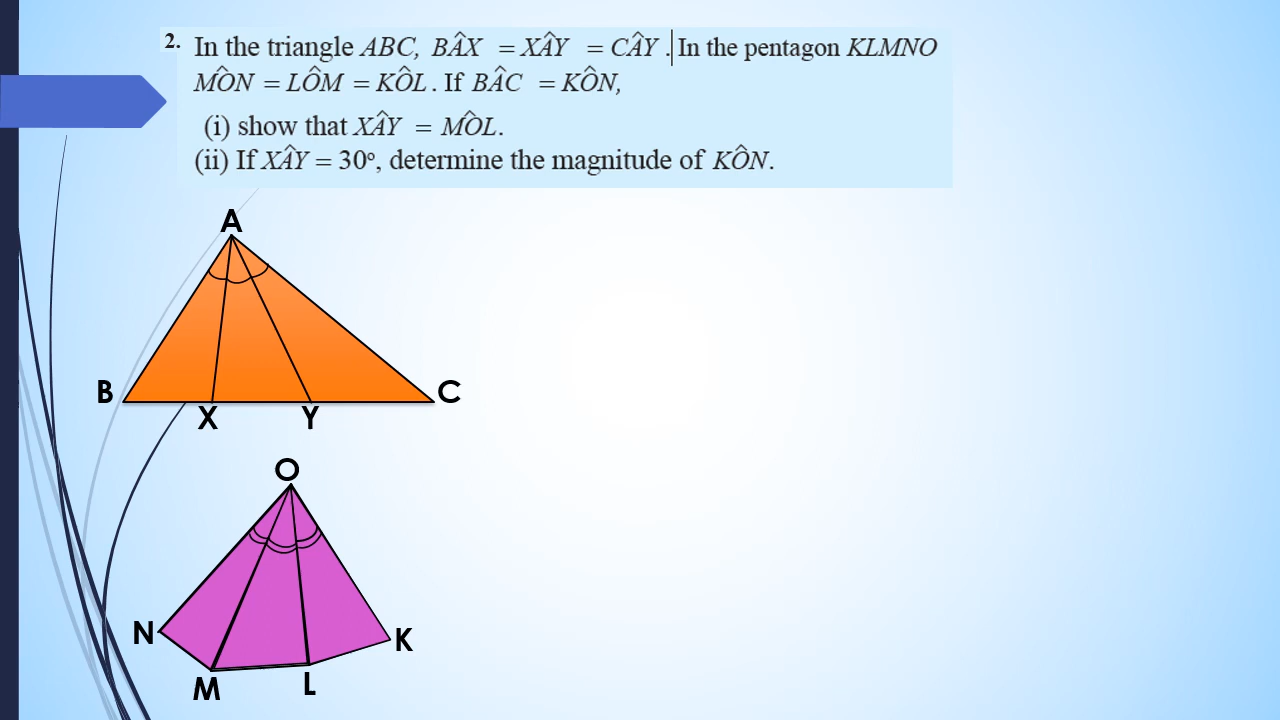 2. In the triangle ABC, BÂX = XÂY = CÂY . In the pentagon KLMNO
MÔN = LÔM = KÔL. If BÂC = KÔN,
(i) show that XÂY = MÔL.
(ii) If XÂY = 30°, determine the magnitude of KÔN.
A
B
C
X
Y
O
N
K
M
L